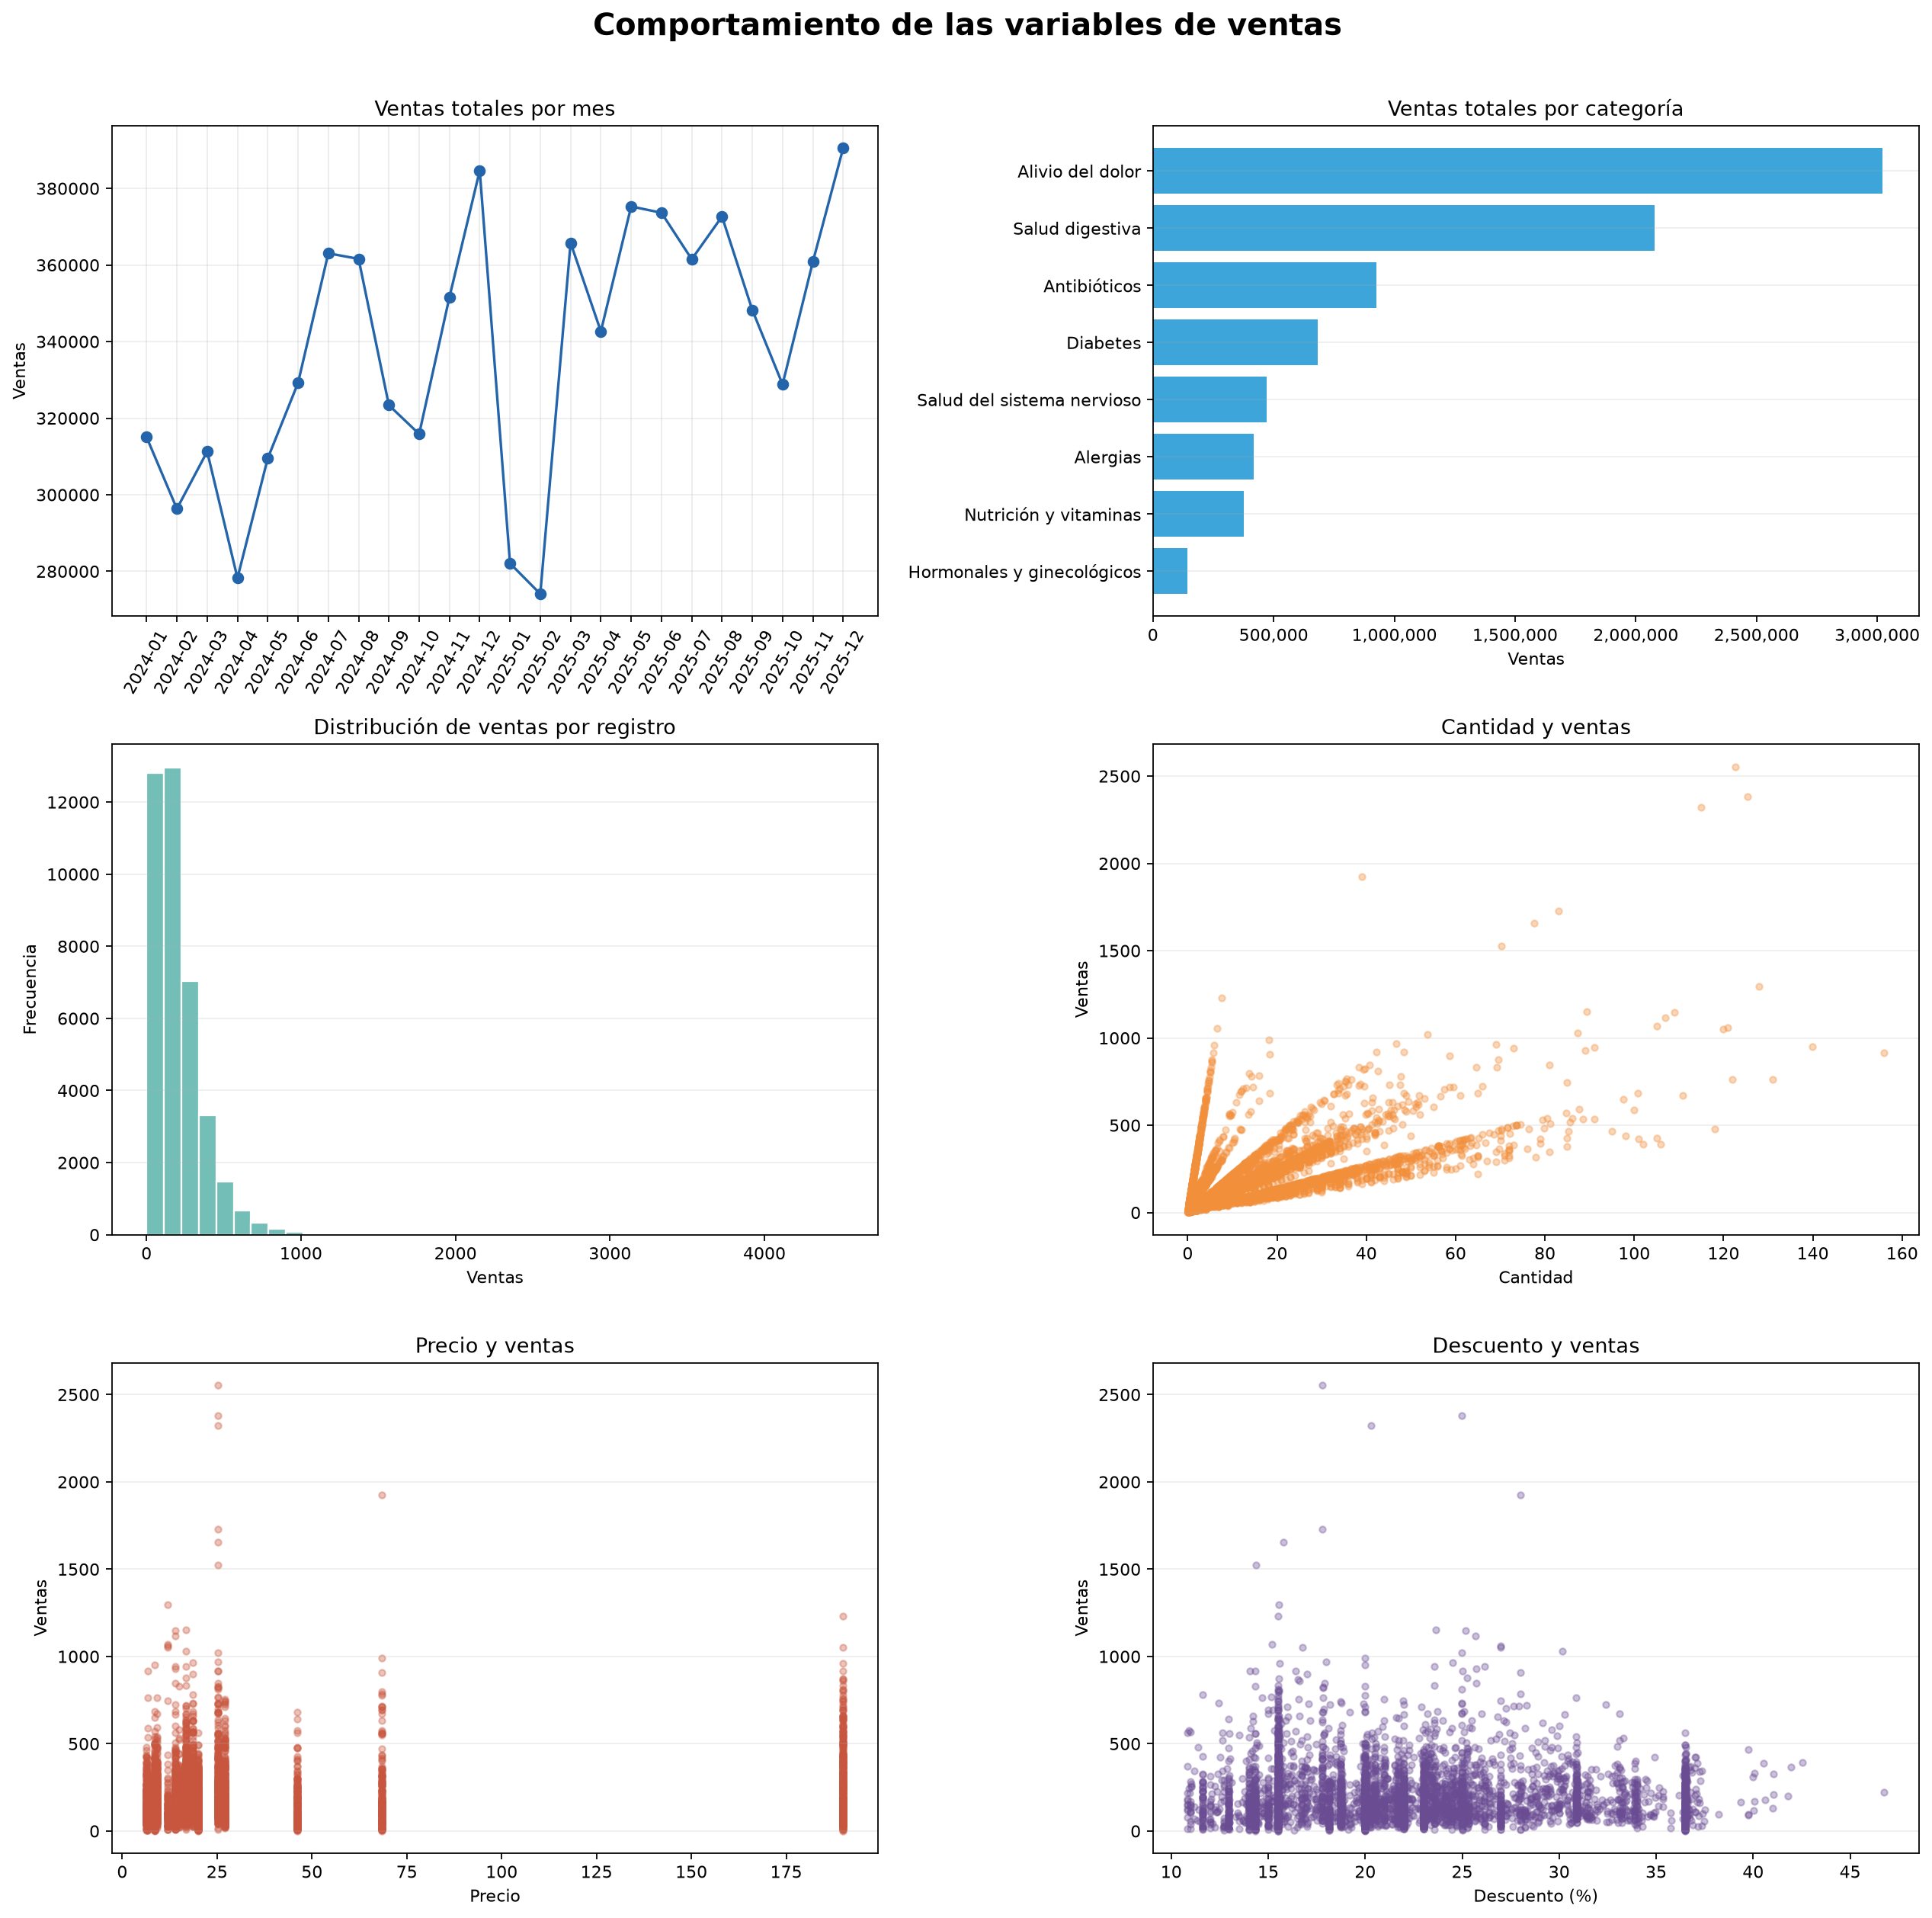 Comportamiento de las variables de ventas
Ventas totales por mes
Ventas
380000
360000
340000
320000
300000
280000
2024-01
2024-02
2024-03
2024-04
2024-05
2024-06
2024-07
2024-08
2024-09
2024-10
2024-11
2024-12
2025-01
2025-02
2025-03
2025-04
2025-05
2025-06
2025-07
2025-08
2025-09
2025-10
2025-11
2025-12
Ventas totales por categoría
Alivio del dolor
Salud digestiva
Antibióticos
Diabetes
Salud del sistema nervioso
Alergias
Nutrición y vitaminas
Hormonales y ginecológicos
0 500,000 1,000,000 1,500,000 2,000,000 2,500,000 3,000,000
Ventas
Distribución de ventas por registro
Frecuencia
12000
10000
8000
6000
4000
2000
0
0 1000 2000 3000 4000
Ventas
Cantidad y ventas
Ventas
2500
2000
1500
1000
500
0
0 20 40 60 80 100 120 140 160
Cantidad
Precio y ventas
Ventas
2500
2000
1500
1000
500
0
0 25 50 75 100 125 150 175
Precio
Descuento y ventas
Ventas
2500
2000
1500
1000
500
0
10 15 20 25 30 35 40 45
Descuento (%)